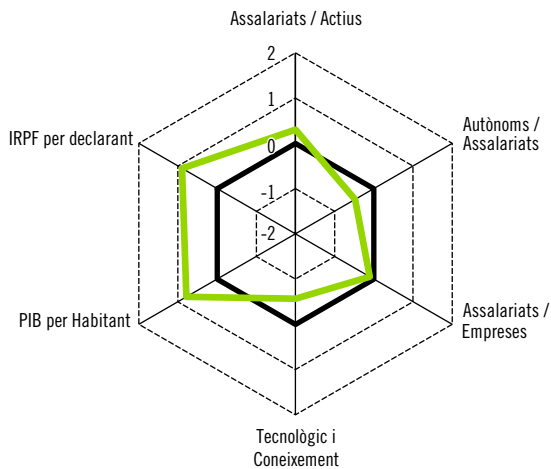 Assalariats / Actius
2
1
0
-1
-2
IRPF per declarant
Autònoms /
Assalariats
PIB per Habitant
Assalariats /
Empreses
Tecnològic i
Coneixement